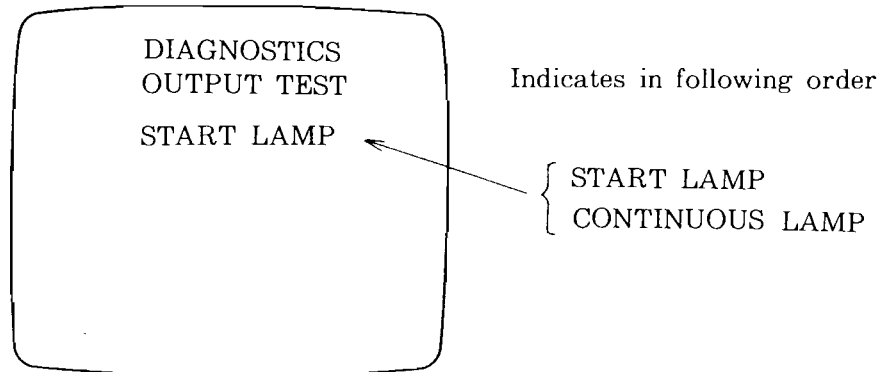 DIAGNOSTICS
OUTPUT TEST
START LAMP
Indicates in following order
START LAMP
CONTINUOUS LAMP